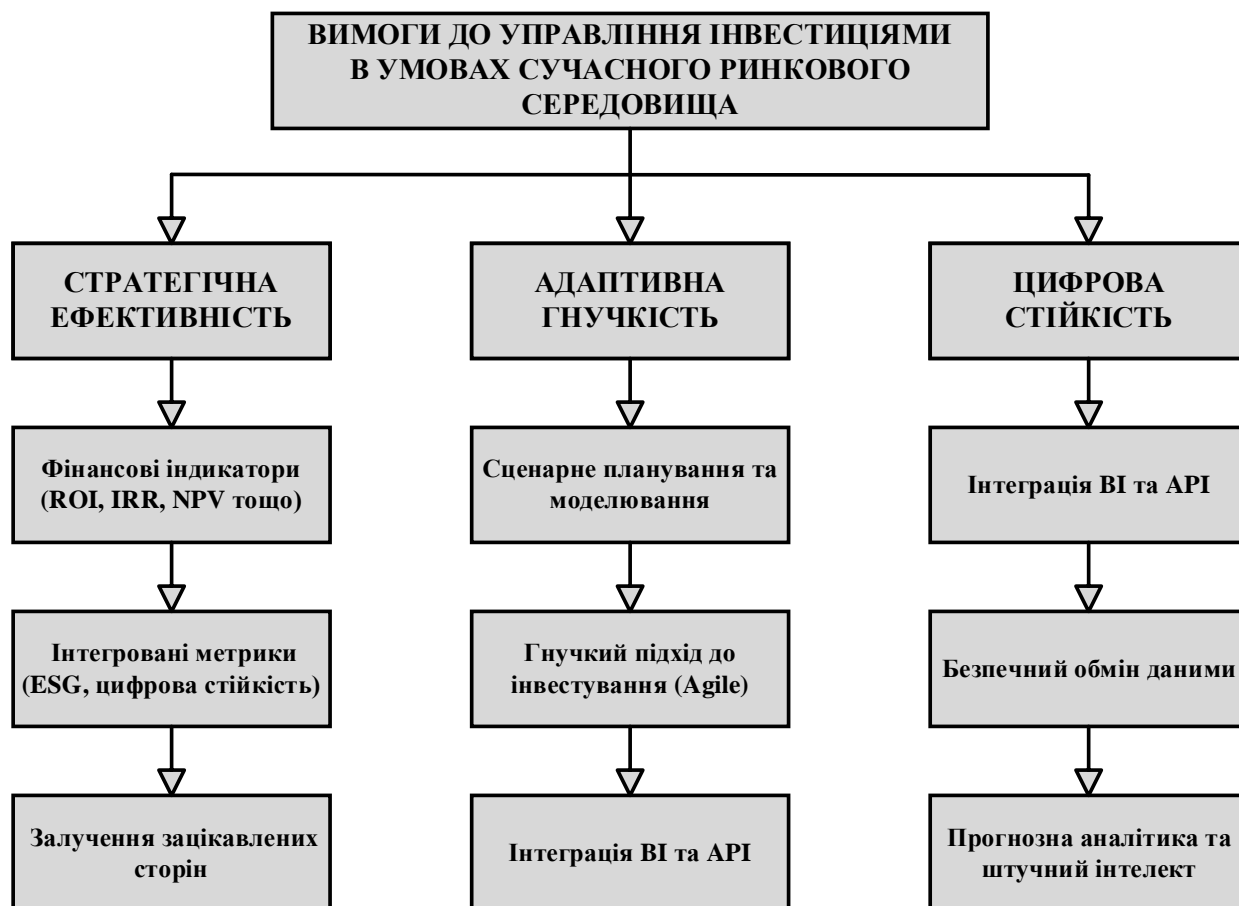 ВИМОГИ ДО УПРАВЛІННЯ ІНВЕСТИЦІЯМИ
В УМОВАХ СУЧАСНОГО РИНКОВОГО
СЕРЕДОВИЩА
СТРАТЕГІЧНА
ЕФЕКТИВНІСТЬ
Фінансові індикатори
(ROI, IRR, NPV тощо)
Інтегровані метрики
(ESG, цифрова стійкість)
Залучення зацікавлених
сторін
АДАПТИВНА
ГНУЧКІСТЬ
Сценарне планування та
моделювання
Гнучкий підхід до
інвестування (Agile)
Інтеграція BI та API
ЦИФРОВА
СТІЙКІСТЬ
Інтеграція BI та API
Безпечний обмін даними
Прогнозна аналітика та
штучний інтелект